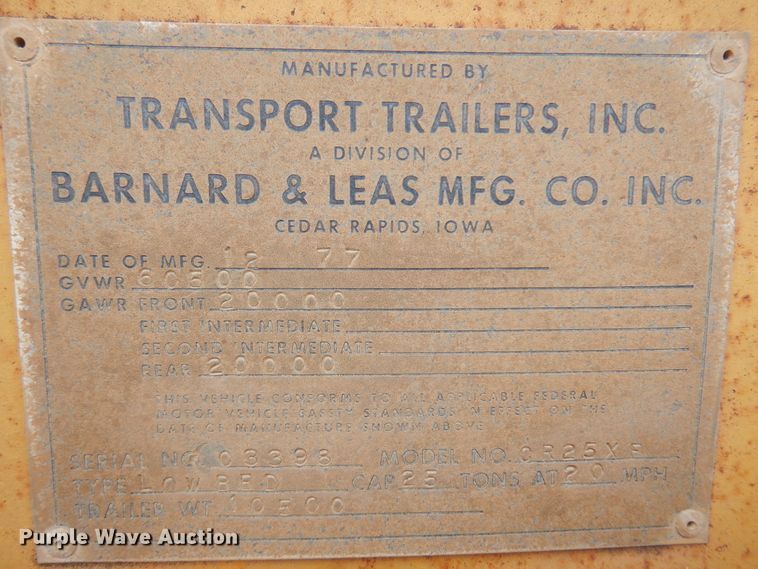 MANUFACTURED BY
TRANSPORT TRAILERS, INC.
A DIVISION OF
BARNARD & LEAS MFG. CO. INC.
CEDAR RAPIDS, IOWA
DATE OF MFG. 12 77
GVWR 60500
GAWR FRONT 20000
FIRST INTERMEDIATE
SECOND INTERMEDIATE
REAR 20000
THIS VEHICLE CONFORMS TO ALL APPLICABLE FEDERAL
MOTOR VEHICLE SAFETY STANDARDS IN EFFECT ON THE
DATE OF MANUFACTURE SHOWN ABOVE
SERIAL NO. 03398 MODEL NO. CR25XF
TYPE LOWBED CAP 25 TONS AT 20 MPH
TRAILER WT. 10500
Purple Wave Auction